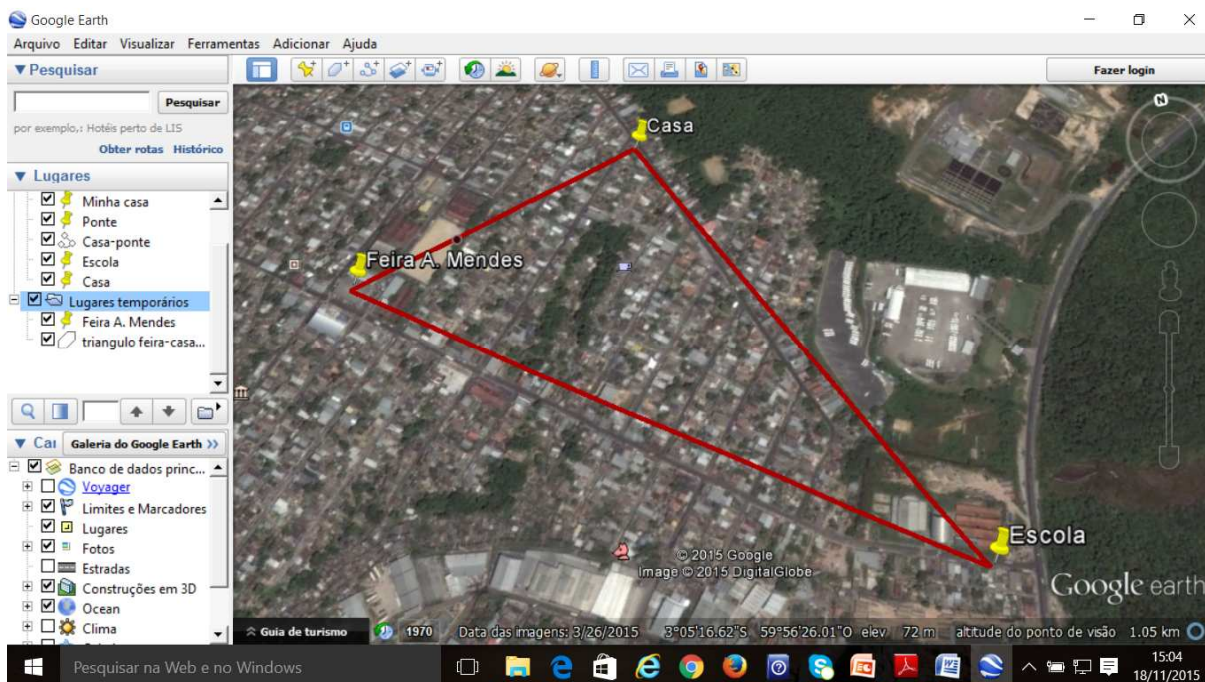 Google Earth
Arquivo Editar Visualizar Ferramentas Adicionar Ajuda
Pesquisar
Fazer login
Pesquisar
por exemplo,: Hotéis perto de LIS
Obter rotas Histórico
Lugares
Minha casa
Ponte
Casa-ponte
Escola
Casa
Lugares temporários
Feira A. Mendes
triangulo feira-casa...
Car Galeria do Google Earth >>
Banco de dados princ...
Voyager
Limites e Marcadores
Lugares
Fotos
Estradas
Construções em 3D
Ocean
Clima
N
Casa
Feira A. Mendes
Escola
© 2015 Google
Image © 2015 DigitalGlobe
Google earth
Guia de turismo 1970 Data das imagens: 3/26/2015 3°05'16.62"S 59°56'26.01"O elev 72 m altitude do ponto de visão 1.05 km
Pesquisar na Web e no Windows
15:04
18/11/2015